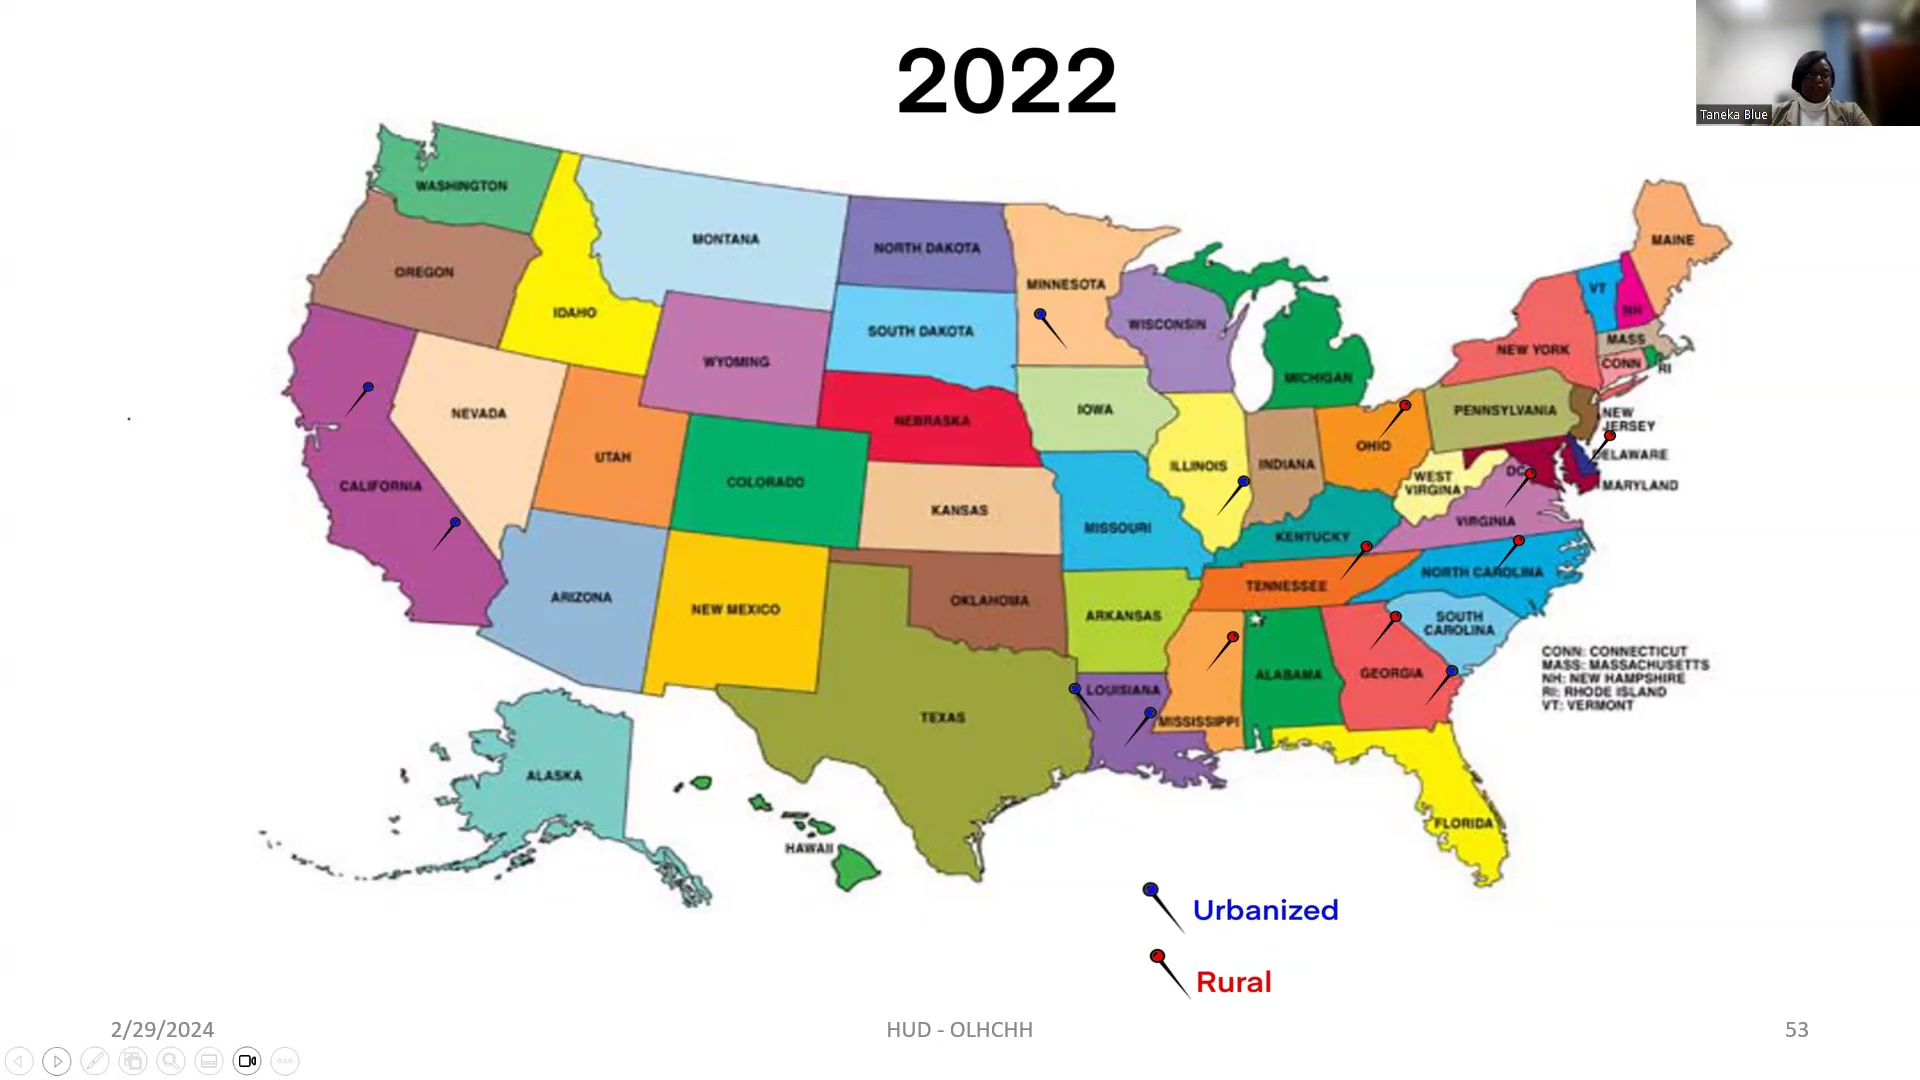 2022
Taneka Blue
WASHINGTON
MONTANA
NORTH DAKOTA
MINNESOTA
MAINE
OREGON
IDAHO
VT
NH
SOUTH DAKOTA
WISCONSIN
WYOMING
NEW YORK
MASS
CONN
RI
MICHIGAN
NEVADA
NEBRASKA
IOWA
PENNSYLVANIA
NEW
JERSEY
UTAH
COLORADO
ILLINOIS
INDIANA
OHIO
DC
DELAWARE
WEST
VIRGINA
MARYLAND
CALIFORNIA
KANSAS
MISSOURI
KENTUCKY
VIRGINIA
ARIZONA
NEW MEXICO
OKLAHOMA
ARKANSAS
TENNESSEE
NORTH CAROLINA
SOUTH
CAROLINA
TEXAS
LOUISIANA
MISSISSIPPI
ALABAMA
GEORGIA
CONN: CONNECTICUT
MASS: MASSACHUSETTS
NH: NEW HAMPSHIRE
RI: RHODE ISLAND
VT: VERMONT
ALASKA
HAWAII
FLORIDA
Urbanized
Rural
2/29/2024
HUD - OLHCHH
53